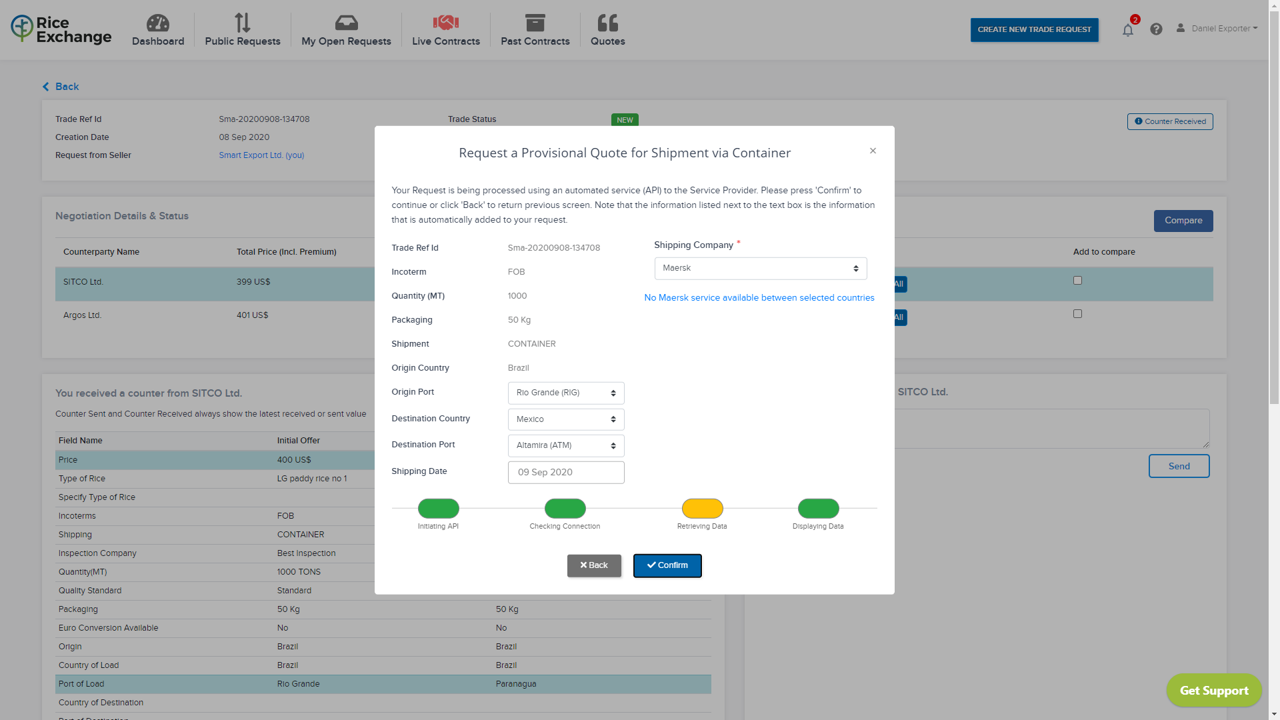 Rice
Exchange
Dashboard
Public Requests
My Open Requests
Live Contracts
Past Contracts
Quotes
CREATE NEW TRADE REQUEST
2
Daniel Exporter
Back
Trade Ref Id
Sma-20200908-134708
Trade Status
NEW
Counter Received
Creation Date
08 Sep 2020
Request from Seller
Smart Export Ltd. (you)
Negotiation Details & Status
Compare
Counterparty Name
Total Price (Incl. Premium)
Add to compare
SITCO Ltd.
399 US$
All
Argos Ltd.
401 US$
All
Request a Provisional Quote for Shipment via Container
×
Your Request is being processed using an automated service (API) to the Service Provider. Please press 'Confirm' to
continue or click 'Back' to return previous screen. Note that the information listed next to the text box is the information
that is automatically added to your request.
Trade Ref Id
Sma-20200908-134708
Incoterm
FOB
Quantity (MT)
1000
Packaging
50 Kg
Shipment
CONTAINER
Origin Country
Brazil
Origin Port
Rio Grande (RIG)
Destination Country
Mexico
Destination Port
Altamira (ATM)
Shipping Date
09 Sep 2020
Shipping Company *
Maersk
No Maersk service available between selected countries
Initiating API
Checking Connection
Retrieving Data
Displaying Data
Back
Confirm
You received a counter from SITCO Ltd.
Counter Sent and Counter Received always show the latest received or sent value
Field Name
Initial Offer
Price
400 US$
Type of Rice
LG paddy rice no 1
Specify Type of Rice
Incoterms
FOB
Shipping
CONTAINER
Inspection Company
Best Inspection
Quantity(MT)
1000 TONS
Quality Standard
Standard
Packaging
50 Kg
50 Kg
Euro Conversion Available
No
No
Origin
Brazil
Brazil
Country of Load
Brazil
Brazil
Port of Load
Rio Grande
Paranagua
Country of Destination
SITCO Ltd.
Send
Get Support